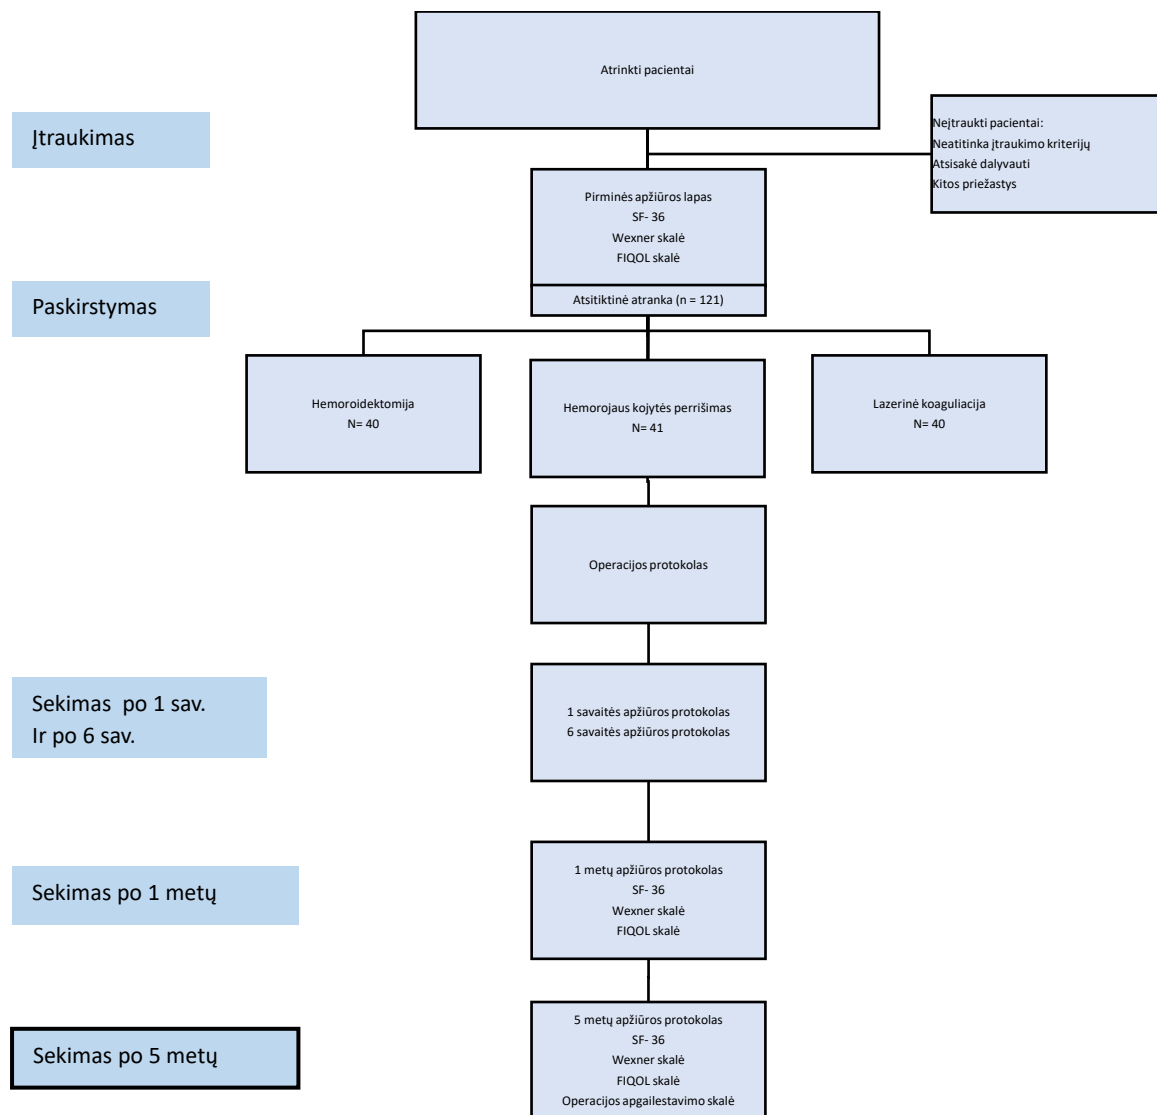 Atrinkti pacientai
Įtraukimas
Neįtraukti pacientai:
Neatitinka įtraukimo kriterijų
Atsisakė dalyvauti
Kitos priežastys
Pirminės apžiūros lapas
SF- 36
Wexner skalė
FIQOL skalė
Paskirstymas
Atsitiktinė atranka (n = 121)
Hemoroidektomija
N= 40
Hemorojaus kojytės perrišimas
N= 41
Lazerinė koaguliacija
N= 40
Operacijos protokolas
Sekimas po 1 sav.
Ir po 6 sav.
1 savaitės apžiūros protokolas
6 savaitės apžiūros protokolas
Sekimas po 1 metų
1 metų apžiūros protokolas
SF- 36
Wexner skalė
FIQOL skalė
Sekimas po 5 metų
5 metų apžiūros protokolas
SF- 36
Wexner skalė
FIQOL skalė
Operacijos apgailestavimo skalė